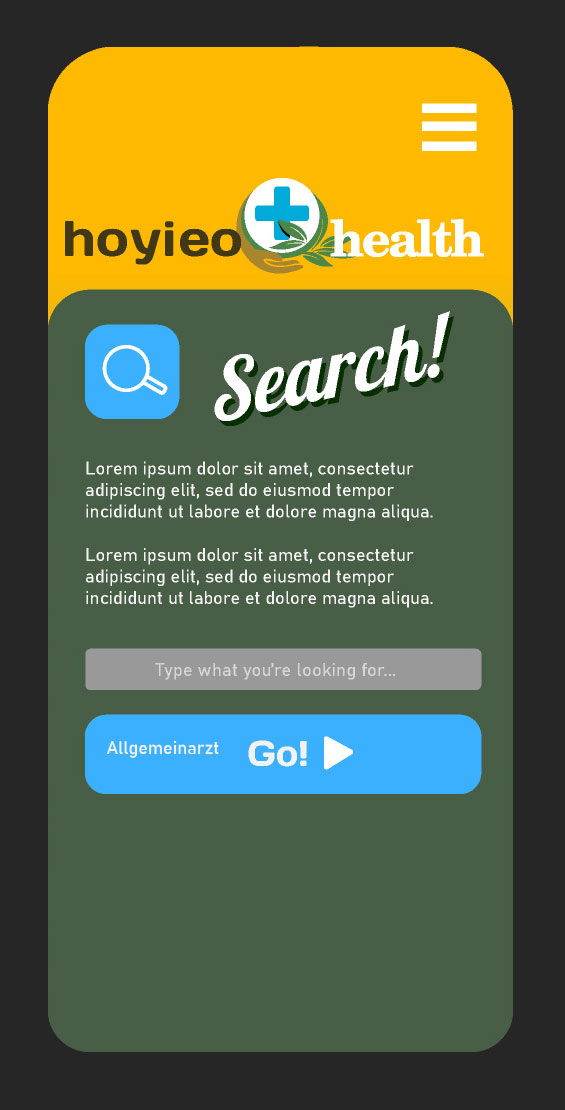 hoyieo health
Search!
Lorem ipsum dolor sit amet, consectetur
adipiscing elit, sed do eiusmod tempor
incididunt ut labore et dolore magna aliqua.
Lorem ipsum dolor sit amet, consectetur
adipiscing elit, sed do eiusmod tempor
incididunt ut labore et dolore magna aliqua.
Type what you're looking for...
Allgemeinarzt Go!